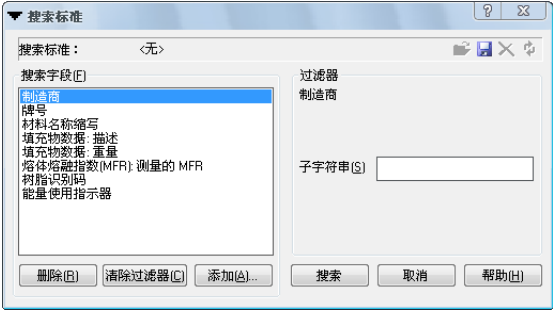 搜索标准
搜索标准： <无>
搜索字段(F)
制造商
牌号
材料名称缩写
填充物数据: 描述
填充物数据: 重量
熔体熔融指数(MFR): 测量的 MFR
树脂识别码
能量使用指示器
删除(R) 清除过滤器(C) 添加(A)...
过滤器
制造商
子字符串(S)
搜索 取消 帮助(H)